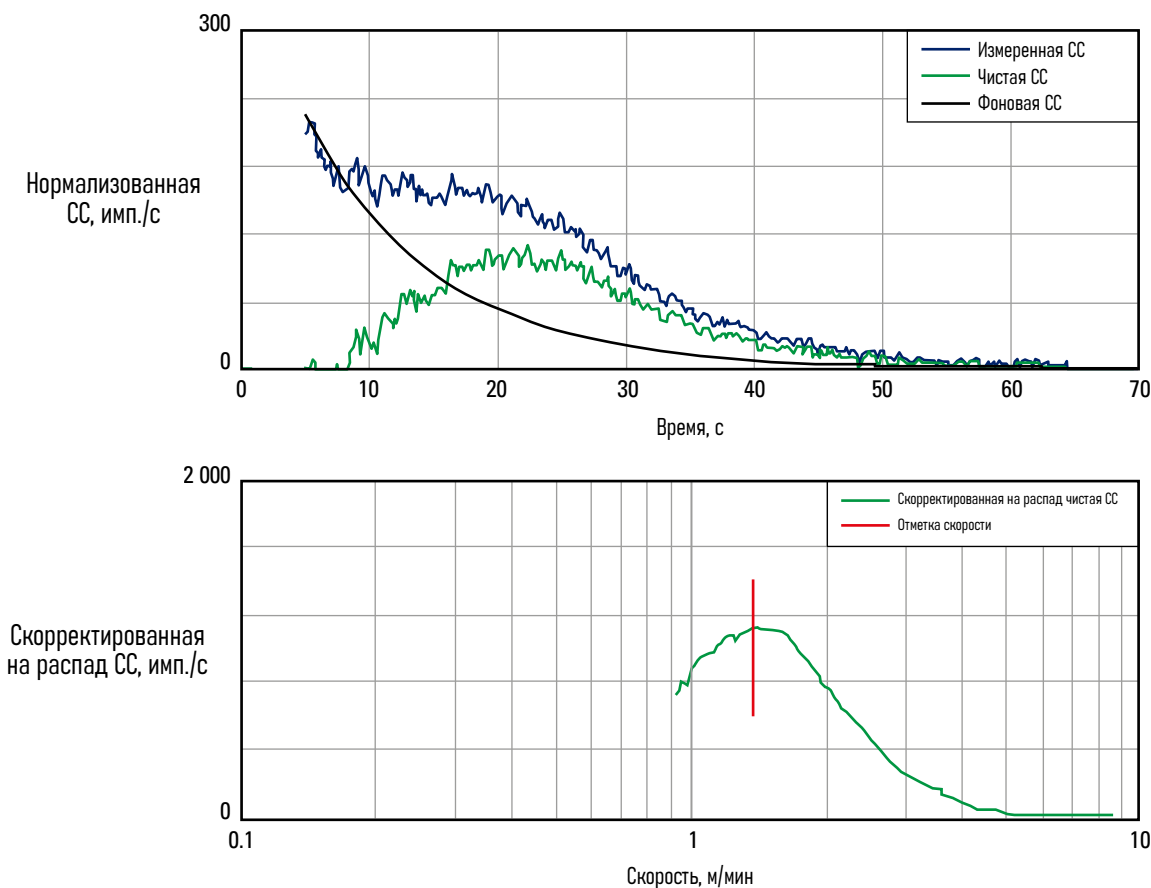 300
Измеренная СС
Чистая СС
Фоновая СС
Нормализованная
СС, имп./с
0
0 10 20 30 40 50 60 70
Время, с
2 000
Скорректированная на распад чистая СС
Отметка скорости
Скорректированная
на распад СС, имп./с
0
0.1 1 10
Скорость, м/мин